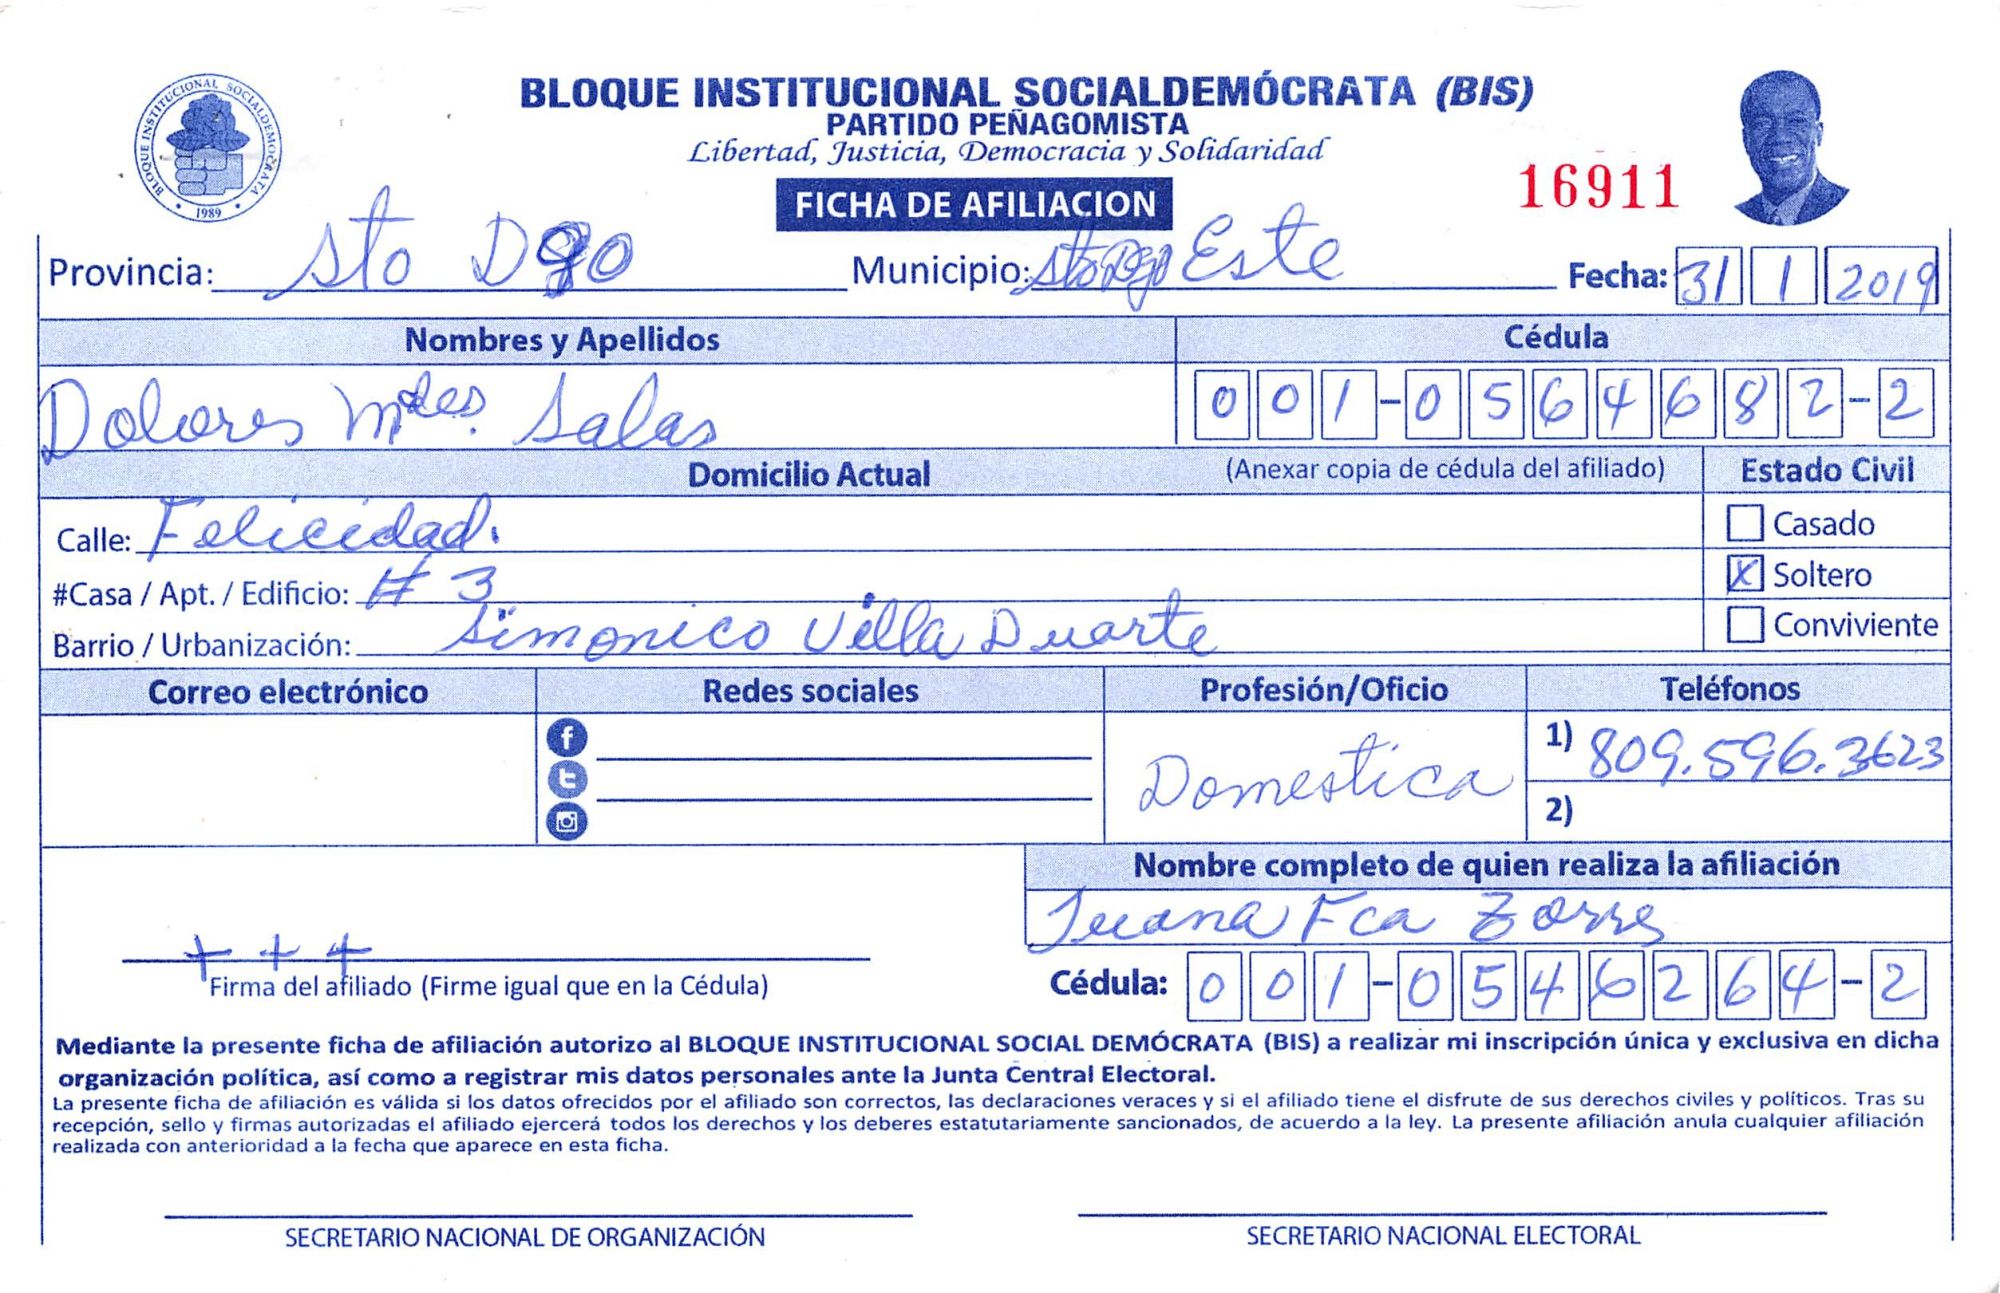 BLOQUE INSTITUCIONAL SOCIALDEMÓCRATA
1989
BLOQUE INSTITUCIONAL SOCIALDEMÓCRATA (BIS)
PARTIDO PEÑAGOMISTA
Libertad, Justicia, Democracia y Solidaridad
FICHA DE AFILIACION
16911
Provincia: Sto Dgo Municipio: Sto Dgo Este Fecha: 31 1 2019
Nombres y Apellidos Cédula
Dolores Mdes. Salas 001-0564682-2
Domicilio Actual (Anexar copia de cédula del afiliado) Estado Civil
Calle: Felicidad. Casado
#Casa / Apt. / Edificio: # 3 X Soltero
Barrio / Urbanización: Simonico Villa Duarte Conviviente
Correo electrónico Redes sociales Profesión/Oficio Teléfonos
Domestica 1) 809.596.3623
2)
Nombre completo de quien realiza la afiliación
Juana Fca
+ + +
Firma del afiliado (Firme igual que en la Cédula) Cédula: 001-0546264-2
Mediante la presente ficha de afiliación autorizo al BLOQUE INSTITUCIONAL SOCIAL DEMÓCRATA (BIS) a realizar mi inscripción única y exclusiva en dicha
organización política, así como a registrar mis datos personales ante la Junta Central Electoral.
La presente ficha de afiliación es válida si los datos ofrecidos por el afiliado son correctos, las declaraciones veraces y si el afiliado tiene el disfrute de sus derechos civiles y políticos. Tras su
recepción, sello y firmas autorizadas el afiliado ejercerá todos los derechos y los deberes estatutariamente sancionados, de acuerdo a la ley. La presente afiliación anula cualquier afiliación
realizada con anterioridad a la fecha que aparece en esta ficha.
SECRETARIO NACIONAL DE ORGANIZACIÓN SECRETARIO NACIONAL ELECTORAL